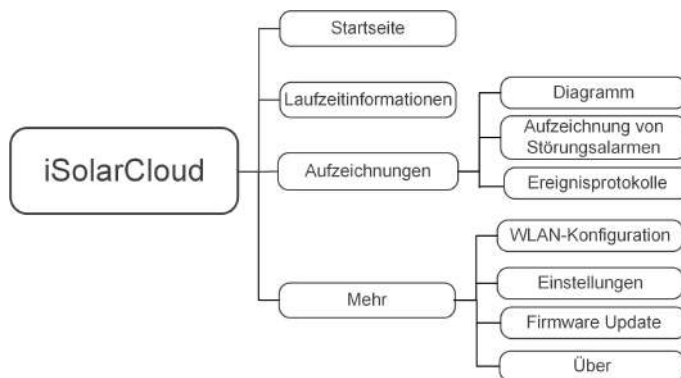 iSolarCloud
Startseite
Laufzeitinformationen
Aufzeichnungen
Diagramm
Aufzeichnung von
Störungsalarmen
Ereignisprotokolle
Mehr
WLAN-Konfiguration
Einstellungen
Firmware Update
Über